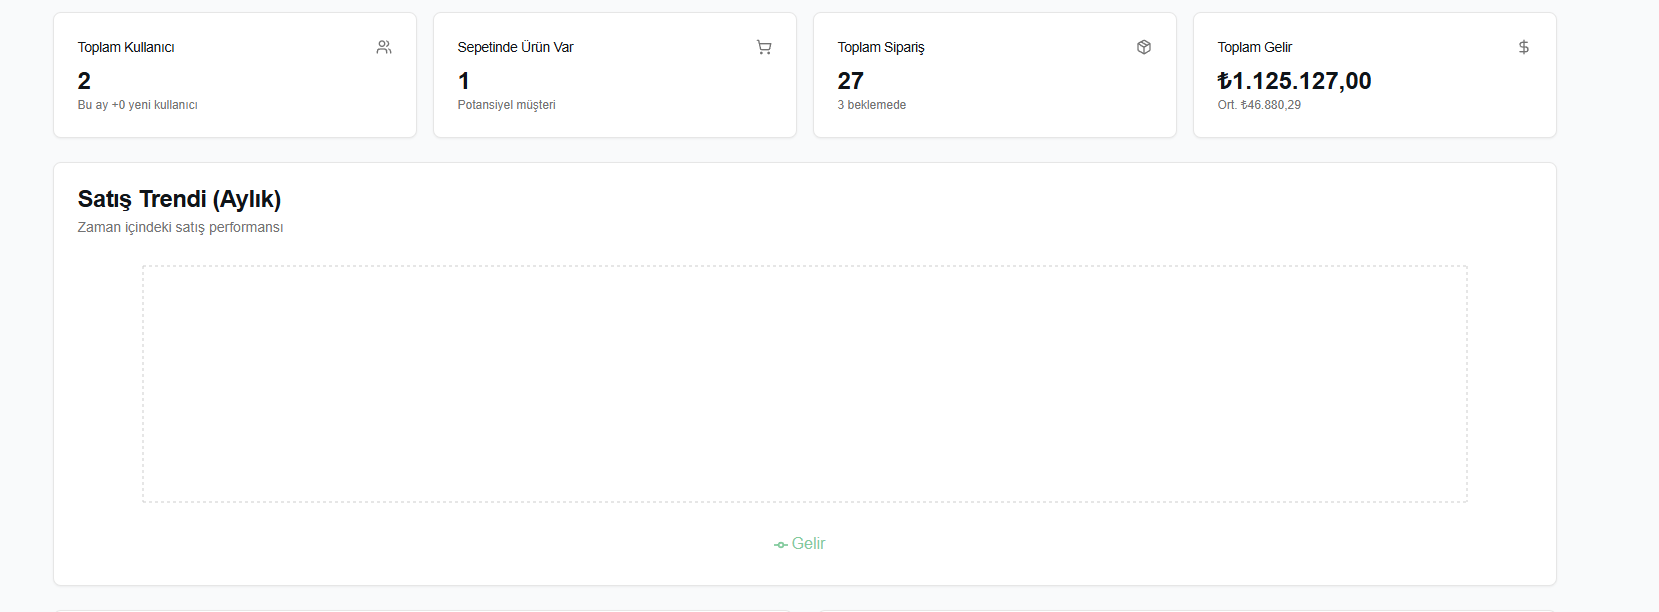 Toplam Kullanıcı
2
Bu ay +0 yeni kullanıcı
Sepetinde Ürün Var
1
Potansiyel müşteri
Toplam Sipariş
27
3 beklemede
Toplam Gelir
₺1.125.127,00
Ort. ₺46.880,29
Satış Trendi (Aylık)
Zaman içindeki satış performansı
Gelir